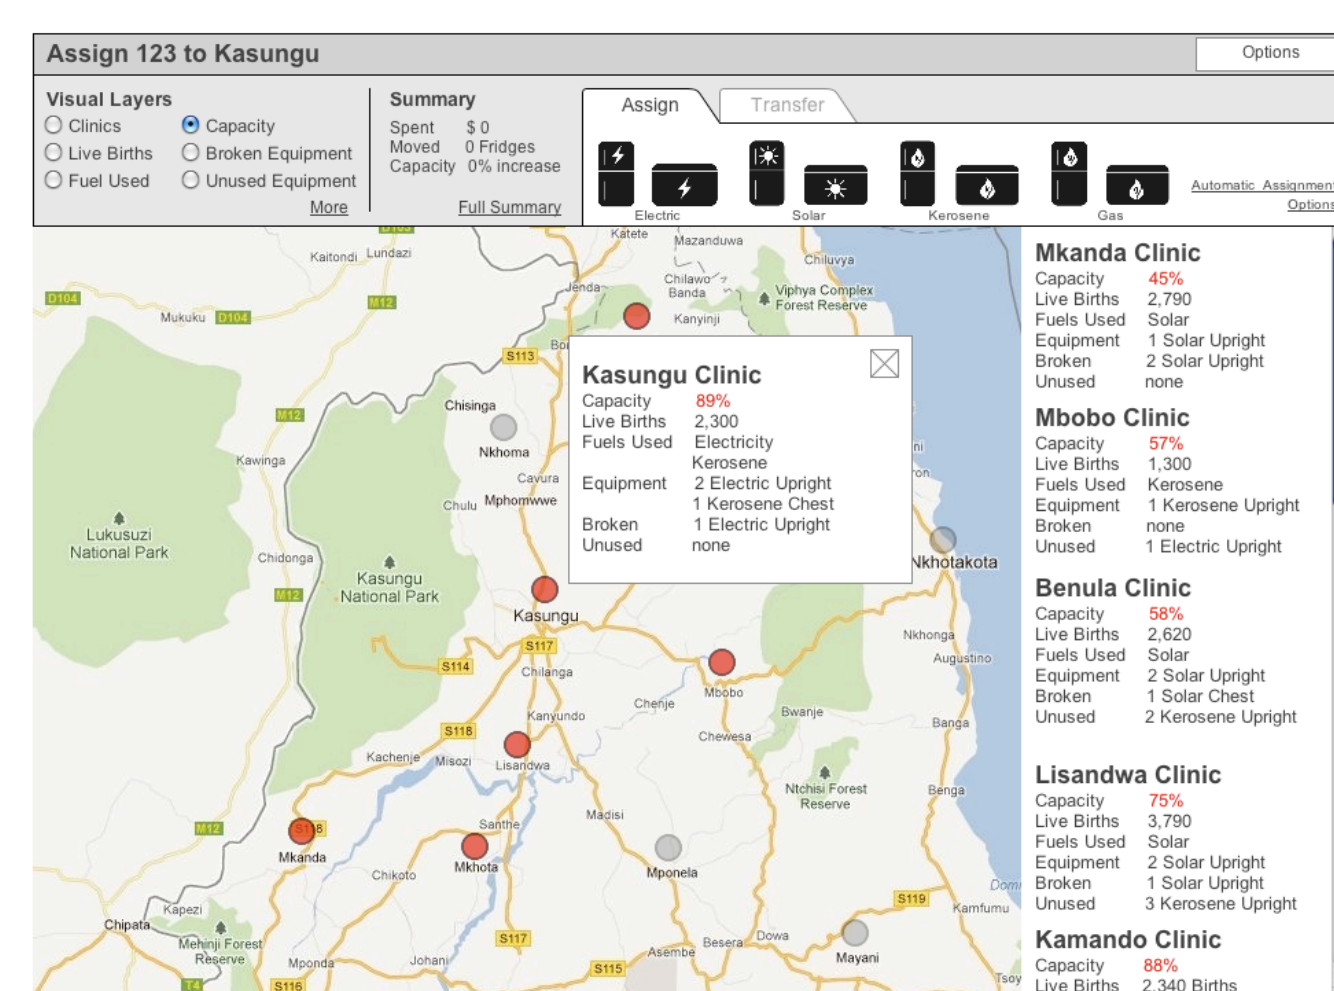 Assign 123 to Kasungu
Options
Visual Layers
Clinics
Capacity
Live Births
Broken Equipment
Fuel Used
Unused Equipment
More
Summary
Spent $ 0
Moved 0 Fridges
Capacity 0% increase
Full Summary
Assign
Transfer
Electric
Solar
Kerosene
Gas
Automatic Assignment
Options
D103
Katete
Mazanduwa
Kaitondi
Lundazi
Chiluvya
Chilawo
Banda
Jenda
Viphya Complex
Forest Reserve
D104
M12
Mukuku
D104
Kanyinji
S113
Chisinga
M12
Nkhoma
Kawinga
Cavura
Chulu
Mphomwwe
Lukusuzi
National Park
Chidonga
Kasungu
National Park
M12
Nkhotakota
Kasungu
S117
Nkhonga
Augustino
S114
Chilanga
Mbobo
Chenje
Bwanje
Kanyundo
Banga
S118
Chewesa
Kachenje
Misozi
Lisandwa
Ntchisi Forest
Reserve
Benga
Madisi
M12
S118
Santhe
Mkanda
Mkhota
Chikoto
Mponela
S119
Kamfumu
Kapezi
Chipata
Mehinji Forest
Reserve
S117
Dowa
Besera
Asembe
Mayani
Mponda
Johani
S115
Tsoy
T4
S116
Kasungu Clinic
Capacity 89%
Live Births 2,300
Fuels Used Electricity
Kerosene
Equipment 2 Electric Upright
1 Kerosene Chest
Broken 1 Electric Upright
Unused none
Mkanda Clinic
Capacity 45%
Live Births 2,790
Fuels Used Solar
Equipment 1 Solar Upright
Broken 2 Solar Upright
Unused none
Mbobo Clinic
Capacity 57%
Live Births 1,300
Fuels Used Kerosene
Equipment 1 Kerosene Upright
Broken none
Unused 1 Electric Upright
Benula Clinic
Capacity 58%
Live Births 2,620
Fuels Used Solar
Equipment 2 Solar Upright
Broken 1 Solar Chest
Unused 2 Kerosene Upright
Lisandwa Clinic
Capacity 75%
Live Births 3,790
Fuels Used Solar
Equipment 2 Solar Upright
Broken 1 Solar Upright
Unused 3 Kerosene Upright
Kamando Clinic
Capacity 88%
Live Births 2,340 Births